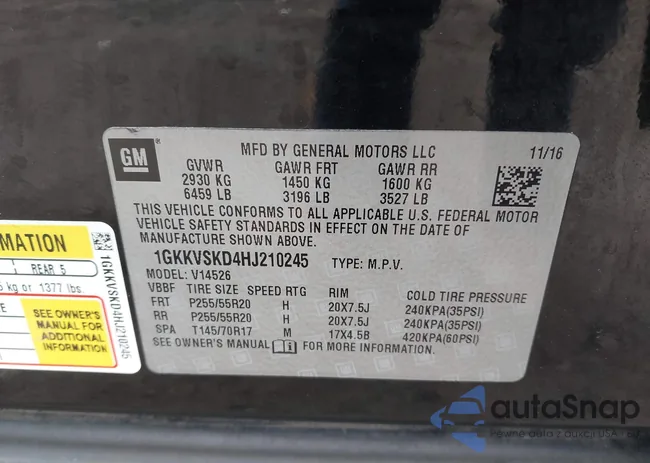 GM
MFD BY GENERAL MOTORS LLC 11/16
GVWR GAWR FRT GAWR RR
2930 KG 1450 KG 1600 KG
6459 LB 3196 LB 3527 LB
THIS VEHICLE CONFORMS TO ALL APPLICABLE U.S. FEDERAL MOTOR
VEHICLE SAFETY STANDARDS IN EFFECT ON THE DATE OF
MANUFACTURE SHOWN ABOVE.
1GKKVSKD4HJ210245 TYPE: M.P.V.
MODEL: V14526
VBBF TIRE SIZE SPEED RTG RIM COLD TIRE PRESSURE
FRT P255/55R20 H 20X7.5J 240KPA(35PSI)
RR P255/55R20 H 20X7.5J 240KPA(35PSI)
SPA T145/70R17 M 17X4.5B 420KPA(60PSI)
SEE OWNER'S MANUAL FOR MORE INFORMATION
REAR 5
kg or 1377 lbs.
SEE OWNER'S
MANUAL FOR
ADDITIONAL
INFORMATION
1GKKVSKD4HJ210245
autaSnap
Pewne auta z aukcji USA